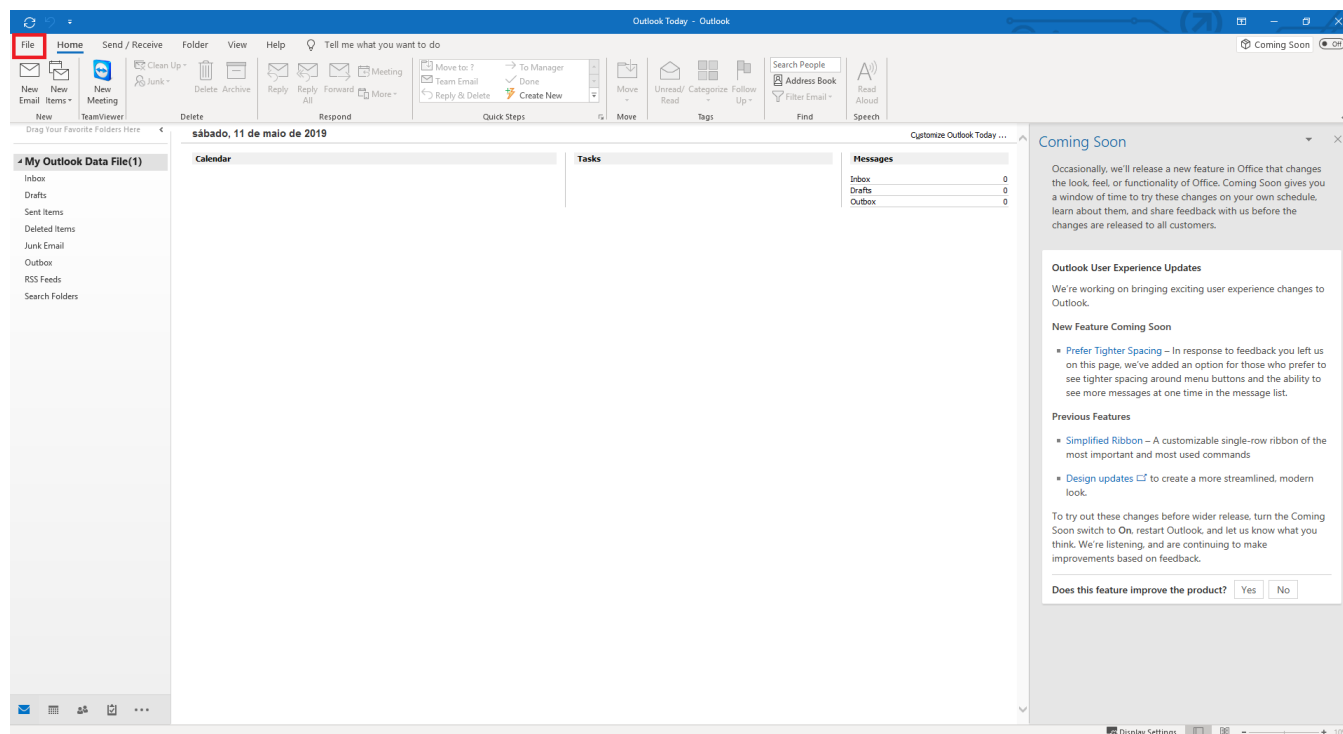 Outlook Today - Outlook
File Home Send / Receive Folder View Help Tell me what you want to do
Coming Soon Off
New Email
New Items
New Meeting
Clean Up
Junk
Delete Archive
Reply Reply All Forward
Meeting
More
Move to: ?
Team Email
Reply & Delete
To Manager
Done
Create New
Move
Unread/ Read
Categorize
Follow Up
Search People
Address Book
Filter Email
Read Aloud
New TeamViewer Delete Respond Quick Steps Move Tags Find Speech
Drag Your Favorite Folders Here
My Outlook Data File(1)
Inbox
Drafts
Sent Items
Deleted Items
Junk Email
Outbox
RSS Feeds
Search Folders
sábado, 11 de maio de 2019
Customize Outlook Today ...
Calendar
Tasks
Messages
Inbox 0
Drafts 0
Outbox 0
Coming Soon
Occasionally, we'll release a new feature in Office that changes
the look, feel, or functionality of Office. Coming Soon gives you
a window of time to try these changes on your own schedule,
learn about them, and share feedback with us before the
changes are released to all customers.
Outlook User Experience Updates
We're working on bringing exciting user experience changes to
Outlook.
New Feature Coming Soon
Prefer Tighter Spacing – In response to feedback you left us
on this page, we've added an option for those who prefer to
see tighter spacing around menu buttons and the ability to
see more messages at one time in the message list.
Previous Features
Simplified Ribbon – A customizable single-row ribbon of the
most important and most used commands
Design updates to create a more streamlined, modern
look.
To try out these changes before wider release, turn the Coming
Soon switch to On, restart Outlook, and let us know what you
think. We're listening, and are continuing to make
improvements based on feedback.
Does this feature improve the product? Yes No
Display Settings